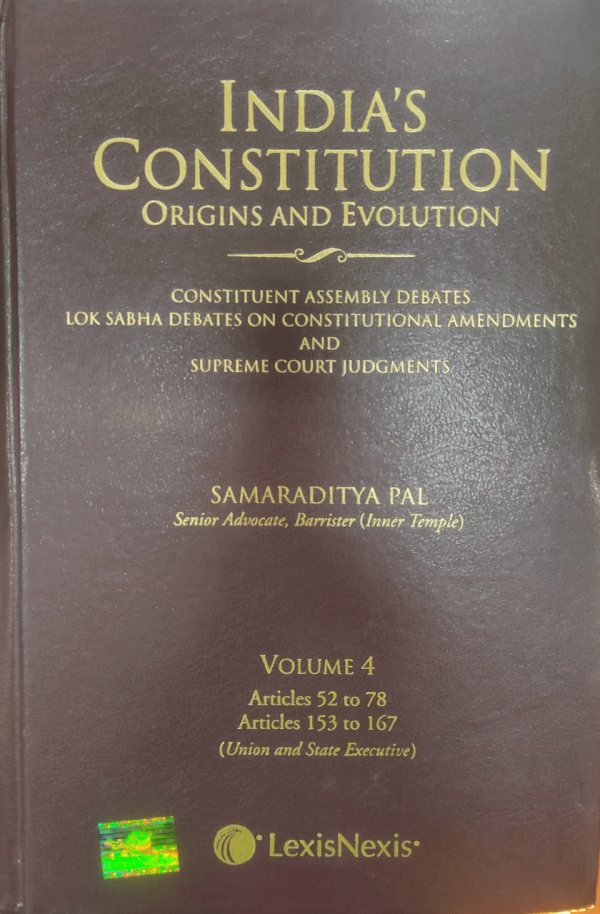 INDIA'S
CONSTITUTION
ORIGINS AND EVOLUTION
CONSTITUENT ASSEMBLY DEBATES
LOK SABHA DEBATES ON CONSTITUTIONAL AMENDMENTS
AND
SUPREME COURT JUDGMENTS
SAMARADITYA PAL
Senior Advocate, Barrister (Inner Temple)
VOLUME 4
Articles 52 to 78
Articles 153 to 167
(Union and State Executive)
LexisNexis